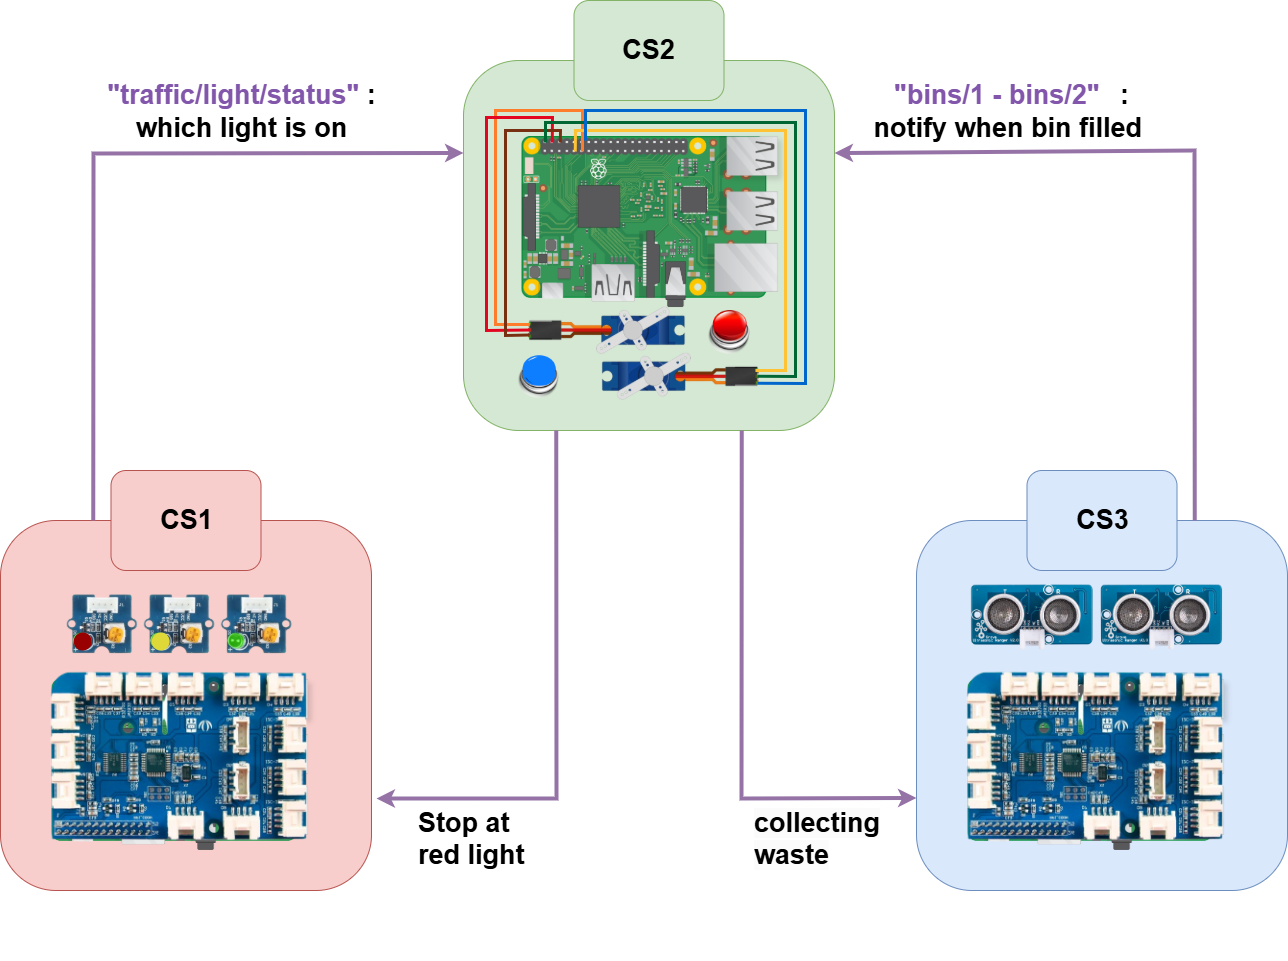 CS2
"traffic/light/status" :
which light is on
"bins/1 - bins/2" :
notify when bin filled
CS1
CS3
Stop at
red light
collecting
waste